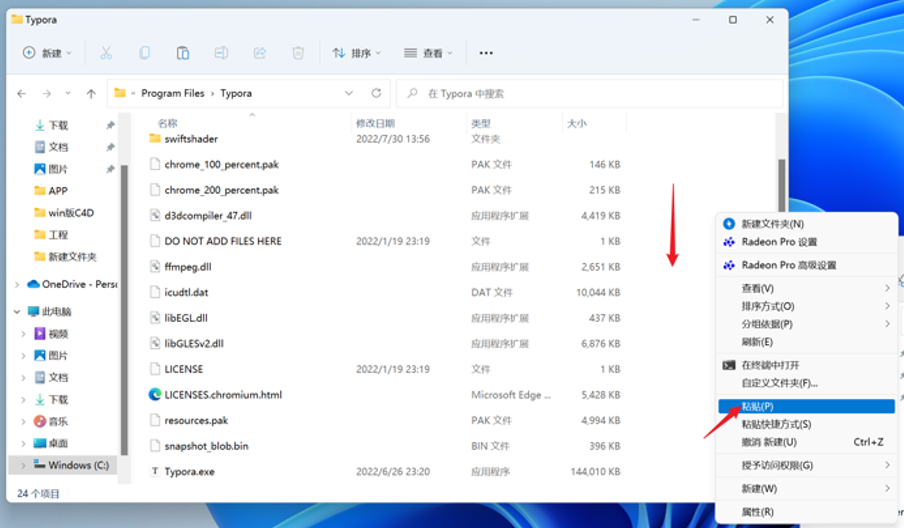 Typora
新建
排序
查看
Program Files
Typora
在 Typora 中搜索
名称 修改日期 类型 大小
swiftshader 2022/7/30 13:56 文件夹
chrome_100_percent.pak PAK 文件 146 KB
chrome_200_percent.pak PAK 文件 215 KB
d3dcompiler_47.dll 应用程序扩展 4,419 KB
DO NOT ADD FILES HERE 2022/1/19 23:19 文件 1 KB
ffmpeg.dll 应用程序扩展 2,651 KB
icudtl.dat DAT 文件 10,044 KB
libEGL.dll 应用程序扩展 437 KB
libGLESv2.dll 应用程序扩展 6,876 KB
LICENSE 2022/1/19 23:19 文件 1 KB
LICENSES.chromium.html Microsoft Edge ... 5,428 KB
resources.pak PAK 文件 4,994 KB
snapshot_blob.bin BIN 文件 396 KB
Typora.exe 2022/6/26 23:20 应用程序 144,010 KB
下载
文档
图片
APP
win版C4D
工程
新建文件夹
OneDrive - Perso
此电脑
视频
图片
文档
下载
音乐
桌面
Windows (C:)
24 个项目
新建文件夹(N)
Radeon Pro 设置
Radeon Pro 高级设置
查看(V)
排序方式(O)
分组依据(P)
刷新(E)
在终端中打开
自定义文件夹(F)...
粘贴(P)
粘贴快捷方式(S)
撤消 新建(U) Ctrl+Z
授予访问权限(G)
新建(W)
属性(R)